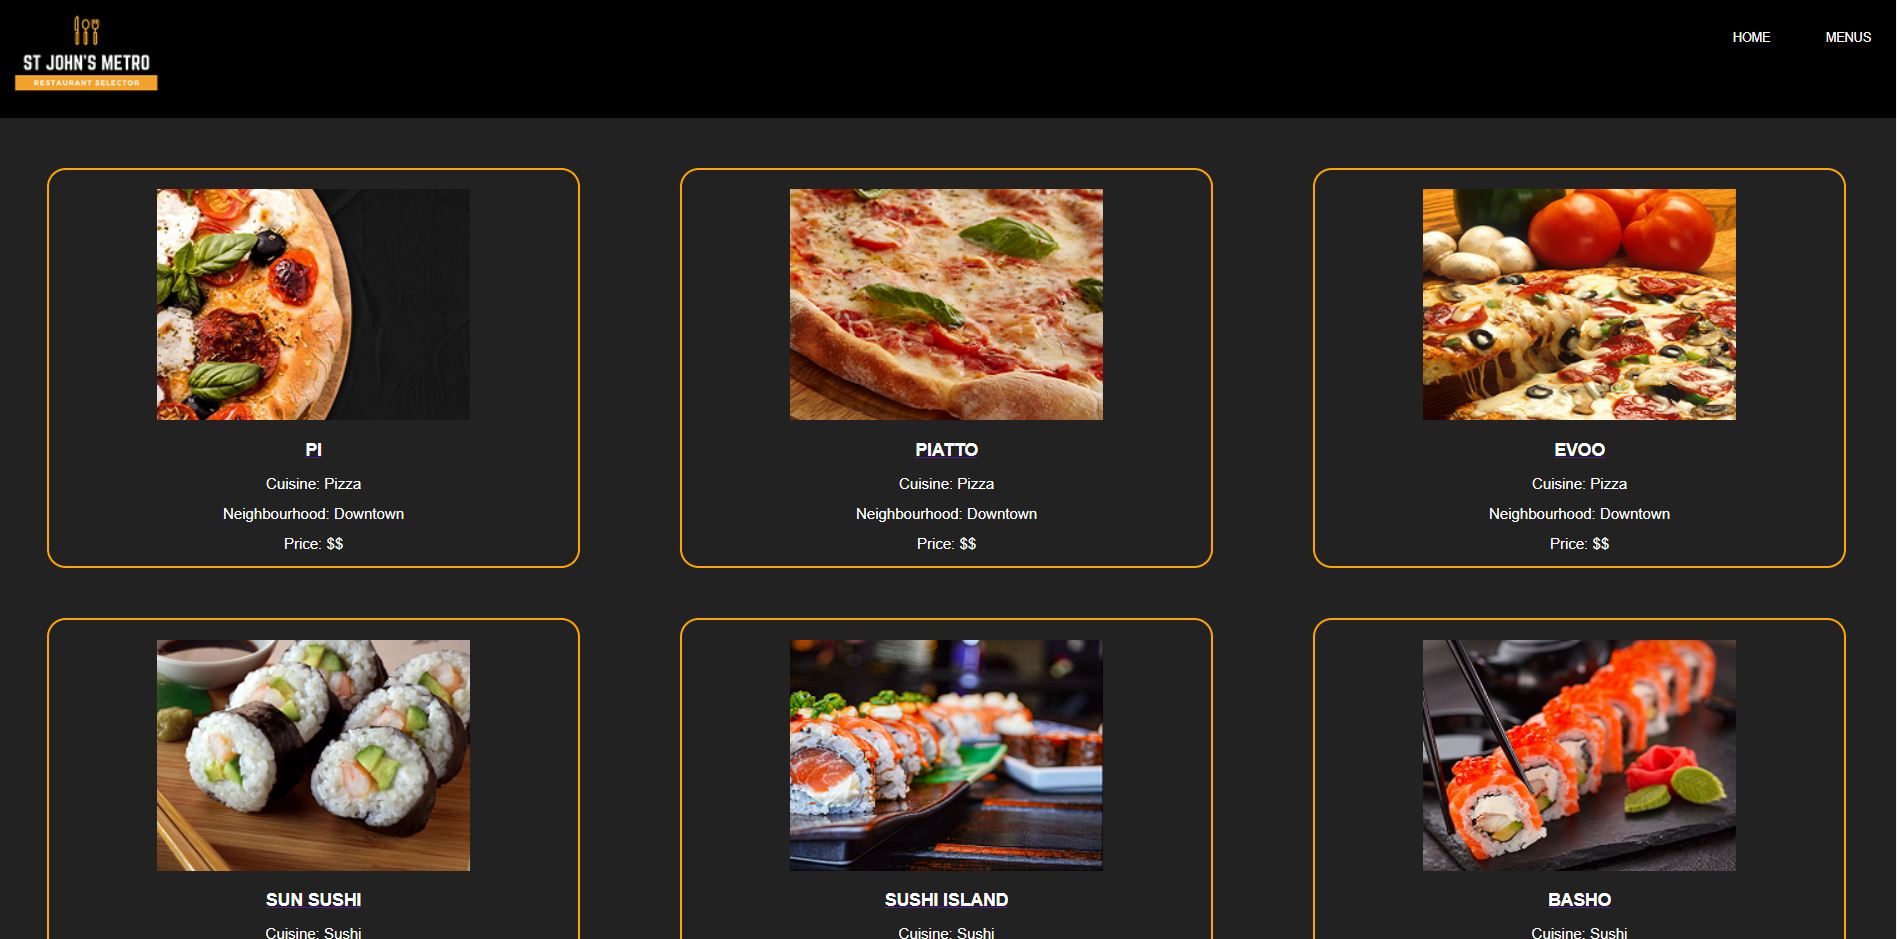 ST JOHN'S METRO
RESTAURANT SELECTOR
HOME
MENUS
PI
Cuisine: Pizza
Neighbourhood: Downtown
Price: $$
PIATTO
Cuisine: Pizza
Neighbourhood: Downtown
Price: $$
EVOO
Cuisine: Pizza
Neighbourhood: Downtown
Price: $$
SUN SUSHI
Cuisine: Sushi
SUSHI ISLAND
Cuisine: Sushi
BASHO
Cuisine: Sushi